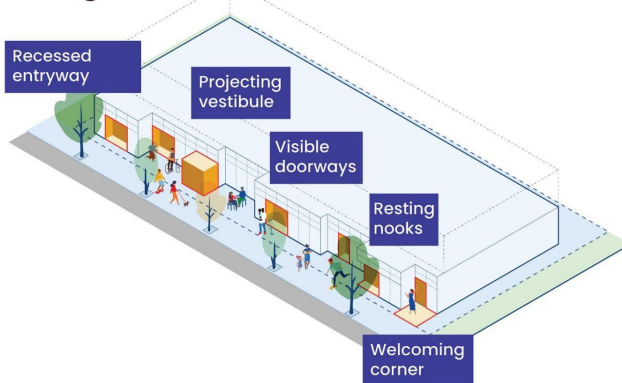 Recessed
entryway
Projecting
vestibule
Visible
doorways
Resting
nooks
Welcoming
corner